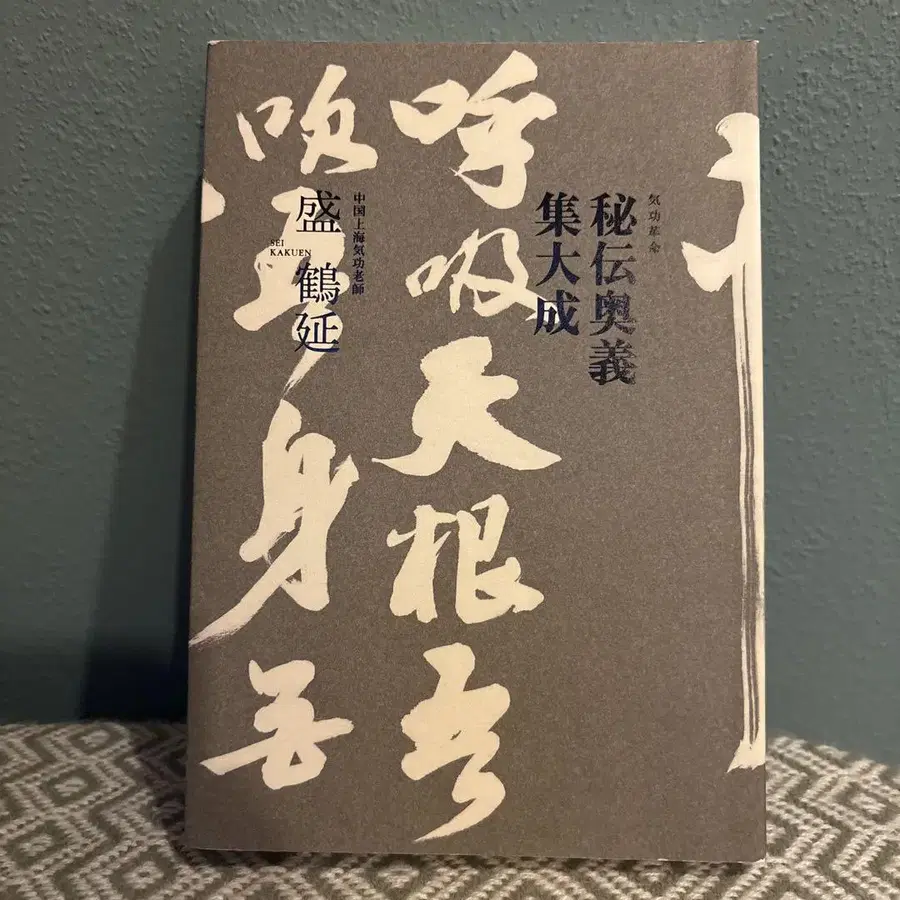 気功革命
秘伝奥義
集大成
中国上海気功老師
盛鶴延
SEI
KAKUEN
呼吸天根
身